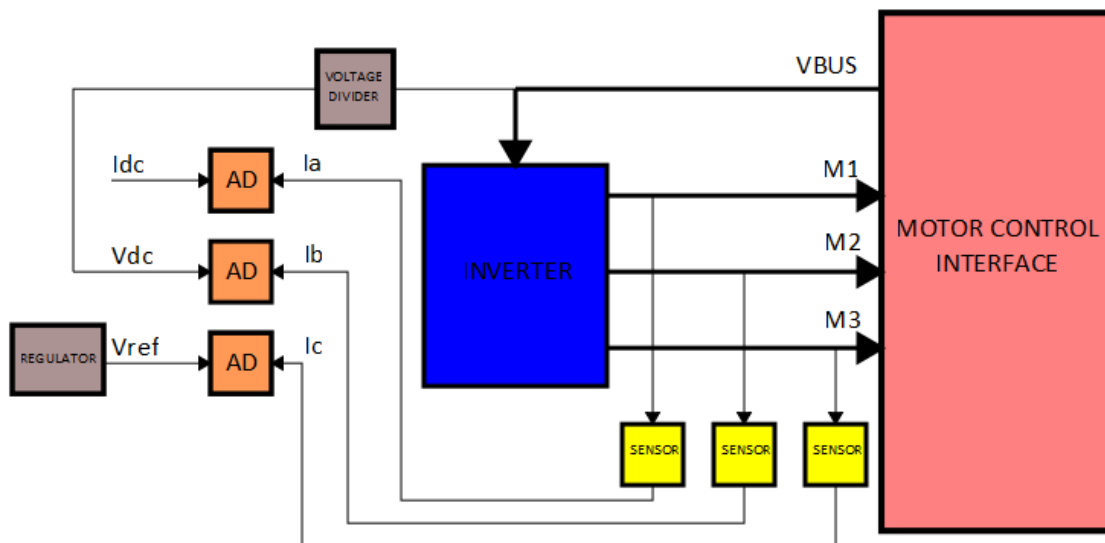 VOLTAGE
DIVIDER
VBUS
Idc
AD
Ia
M1
Vdc
AD
Ib
INVERTER
M2
MOTOR CONTROL
INTERFACE
REGULATOR
Vref
AD
Ic
M3
SENSOR
SENSOR
SENSOR